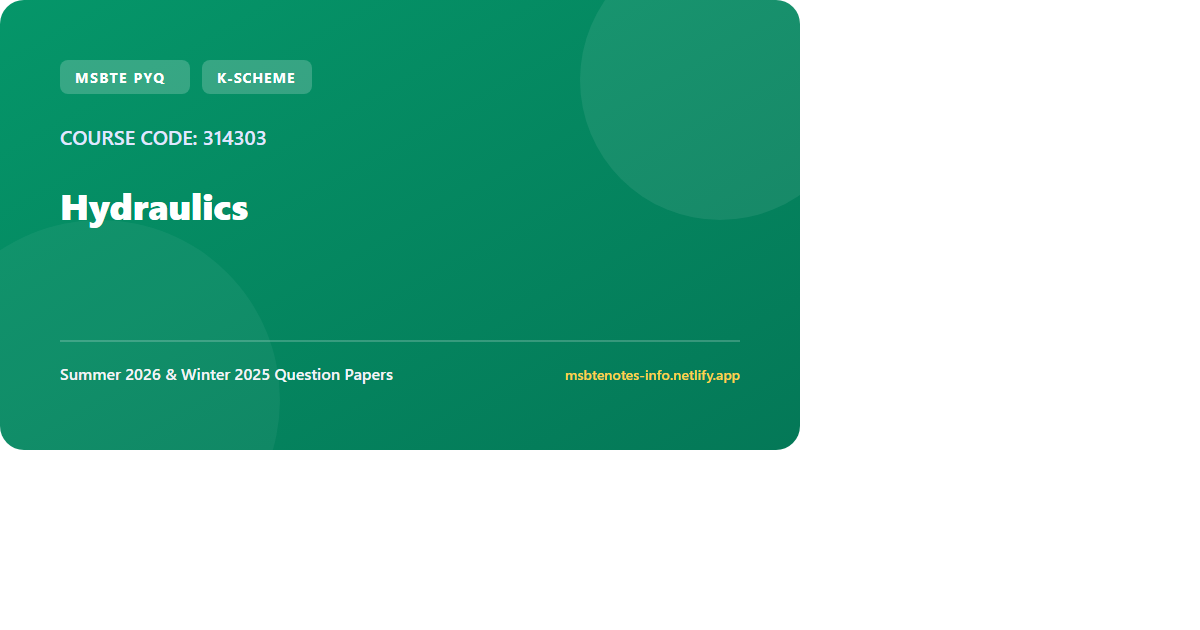 MSBTE PYQ K-SCHEME
COURSE CODE: 314303
Hydraulics
Summer 2026 & Winter 2025 Question Papers msbtenotes-info.netlify.app